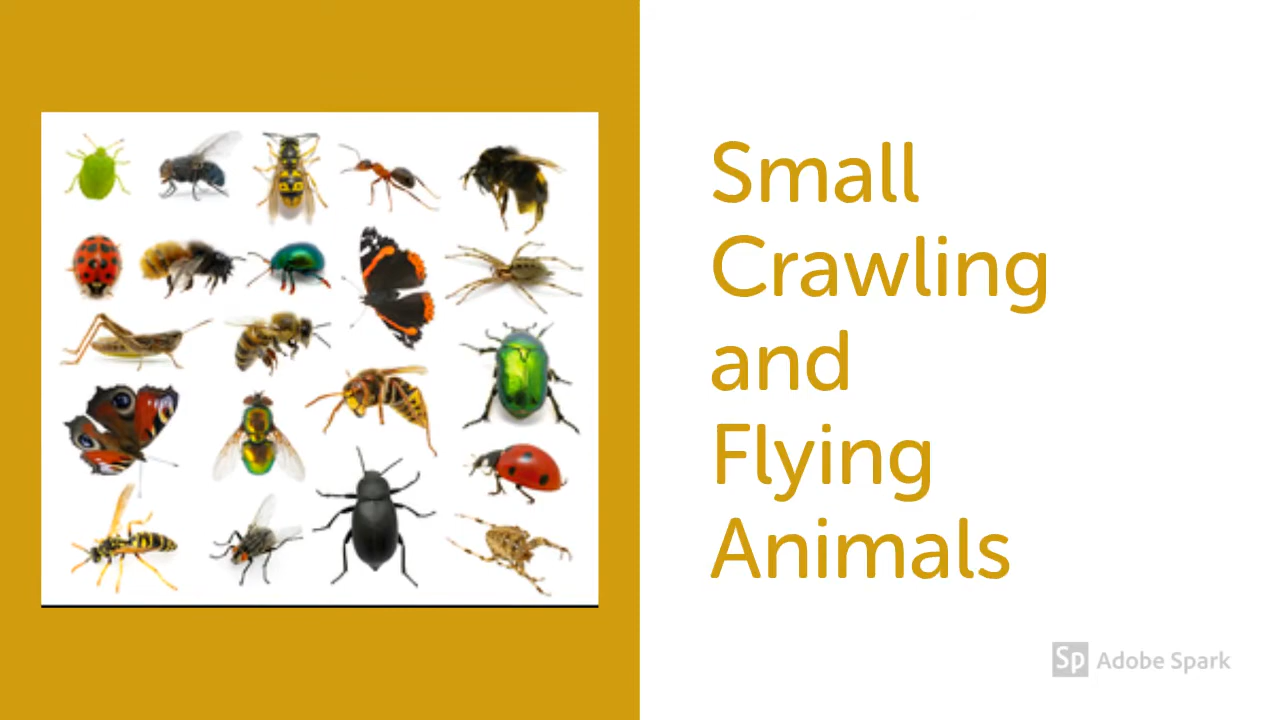 Small
Crawling
and
Flying
Animals
Sp Adobe Spark